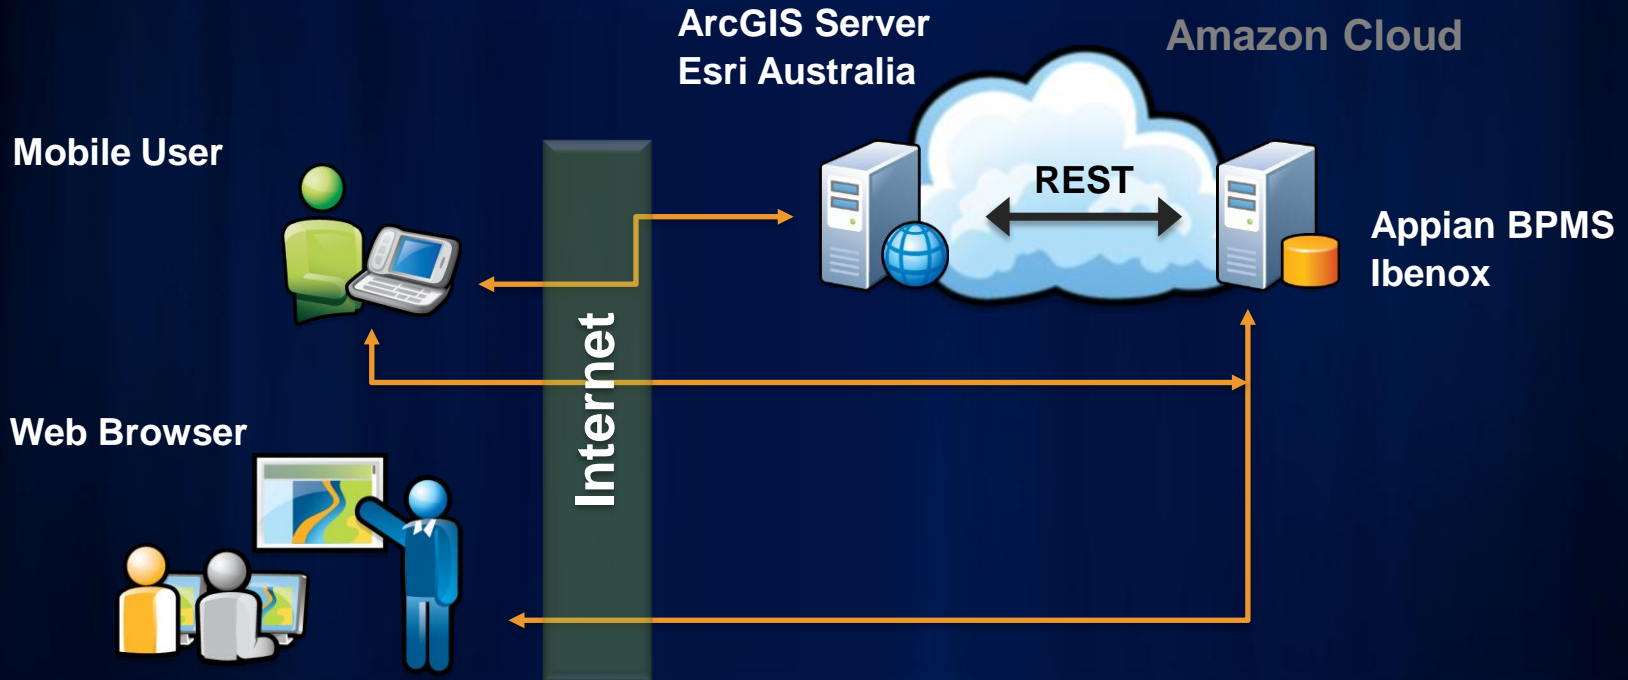 ArcGIS Server
Esri Australia
Amazon Cloud
Mobile User
REST
Appian BPMS
Ibenox
Internet
Web Browser